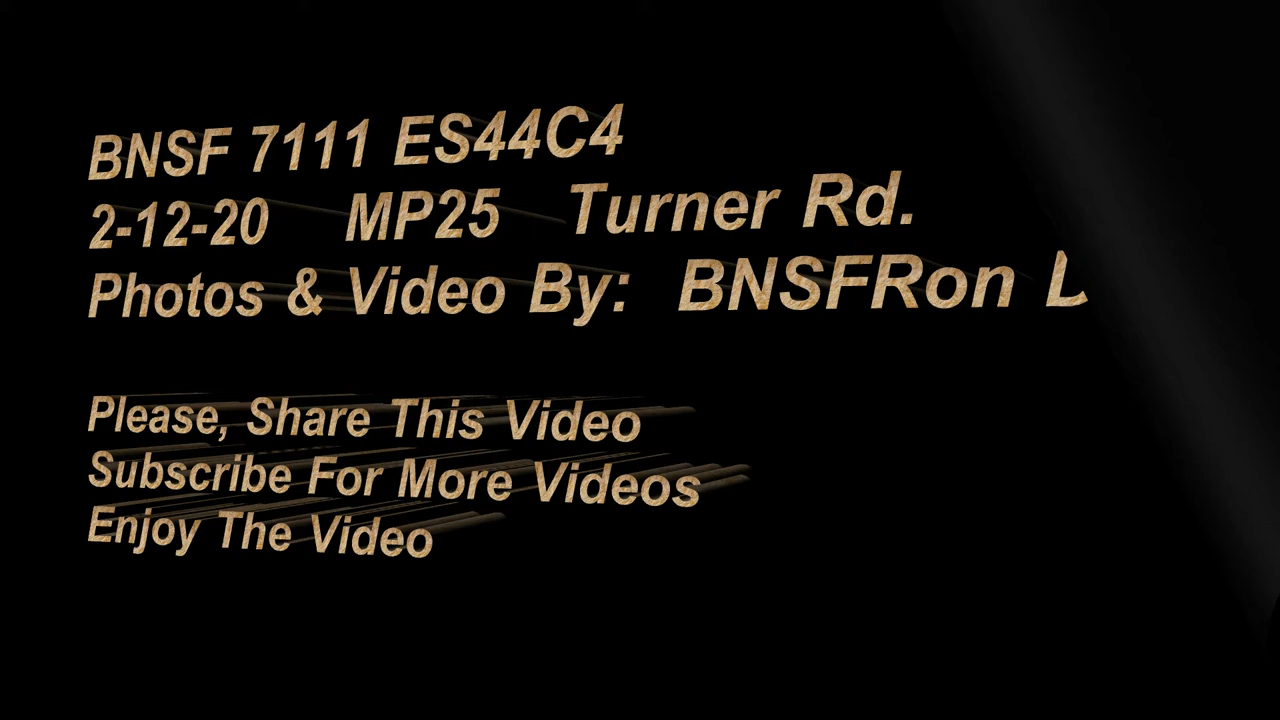 BNSF 7111 ES44C4
2-12-20 MP25 Turner Rd.
Photos & Video By: BNSFRon L
Please, Share This Video
Subscribe For More Videos
Enjoy The Video